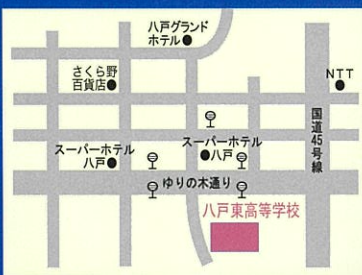 八戸グランド
ホテル
さくら野
百貨店
NTT
国道45号線
スーパーホテル
八戸
スーパーホテル
八戸
ゆりの木通り
八戸東高等学校